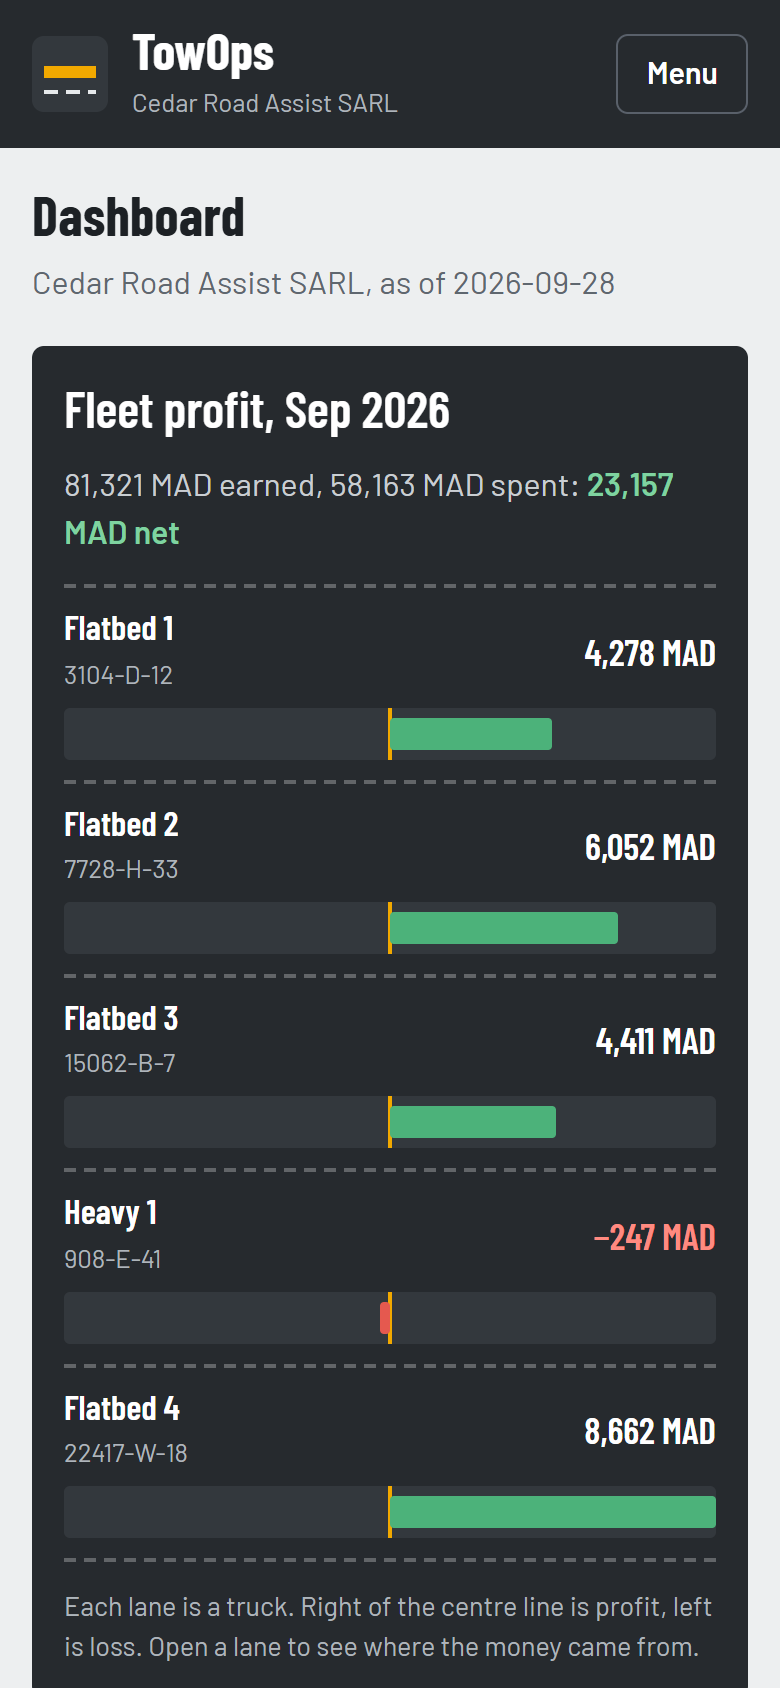 TowOps
Cedar Road Assist SARL
Menu
Dashboard
Cedar Road Assist SARL, as of 2026-09-28
Fleet profit, Sep 2026
81,321 MAD earned, 58,163 MAD spent: 23,157
MAD net
Flatbed 1
4,278 MAD
3104-D-12
Flatbed 2
6,052 MAD
7728-H-33
Flatbed 3
4,411 MAD
15062-B-7
Heavy 1
−247 MAD
908-E-41
Flatbed 4
8,662 MAD
22417-W-18
Each lane is a truck. Right of the centre line is profit, left
is loss. Open a lane to see where the money came from.